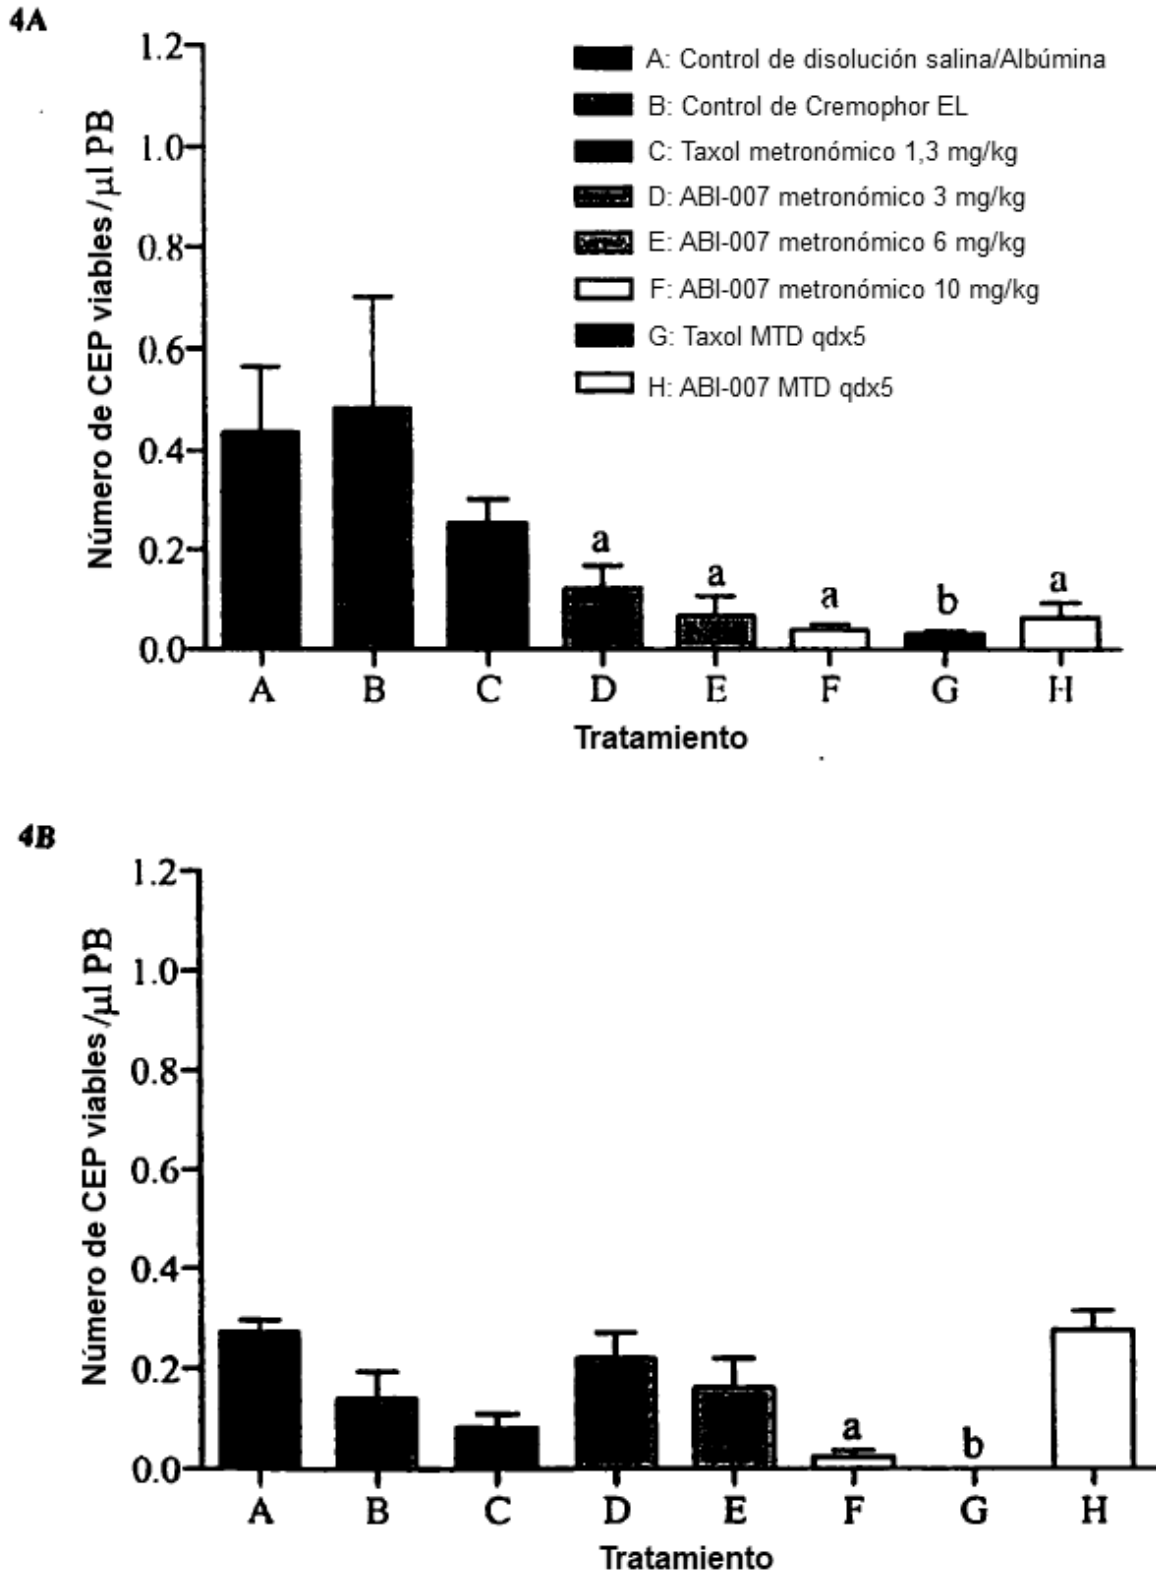 4A
1.2
1.0
0.8
0.6
0.4
0.2
0.0
Número de CEP viables/µl PB
A: Control de disolución salina/Albúmina
B: Control de Cremophor EL
C: Taxol metronómico 1,3 mg/kg
D: ABI-007 metronómico 3 mg/kg
E: ABI-007 metronómico 6 mg/kg
F: ABI-007 metronómico 10 mg/kg
G: Taxol MTD qdx5
H: ABI-007 MTD qdx5
a a a b a
A B C D E F G H
Tratamiento
4B
1.2
1.0
0.8
0.6
0.4
0.2
0.0
Número de CEP viables/µl PB
a b
A B C D E F G H
Tratamiento